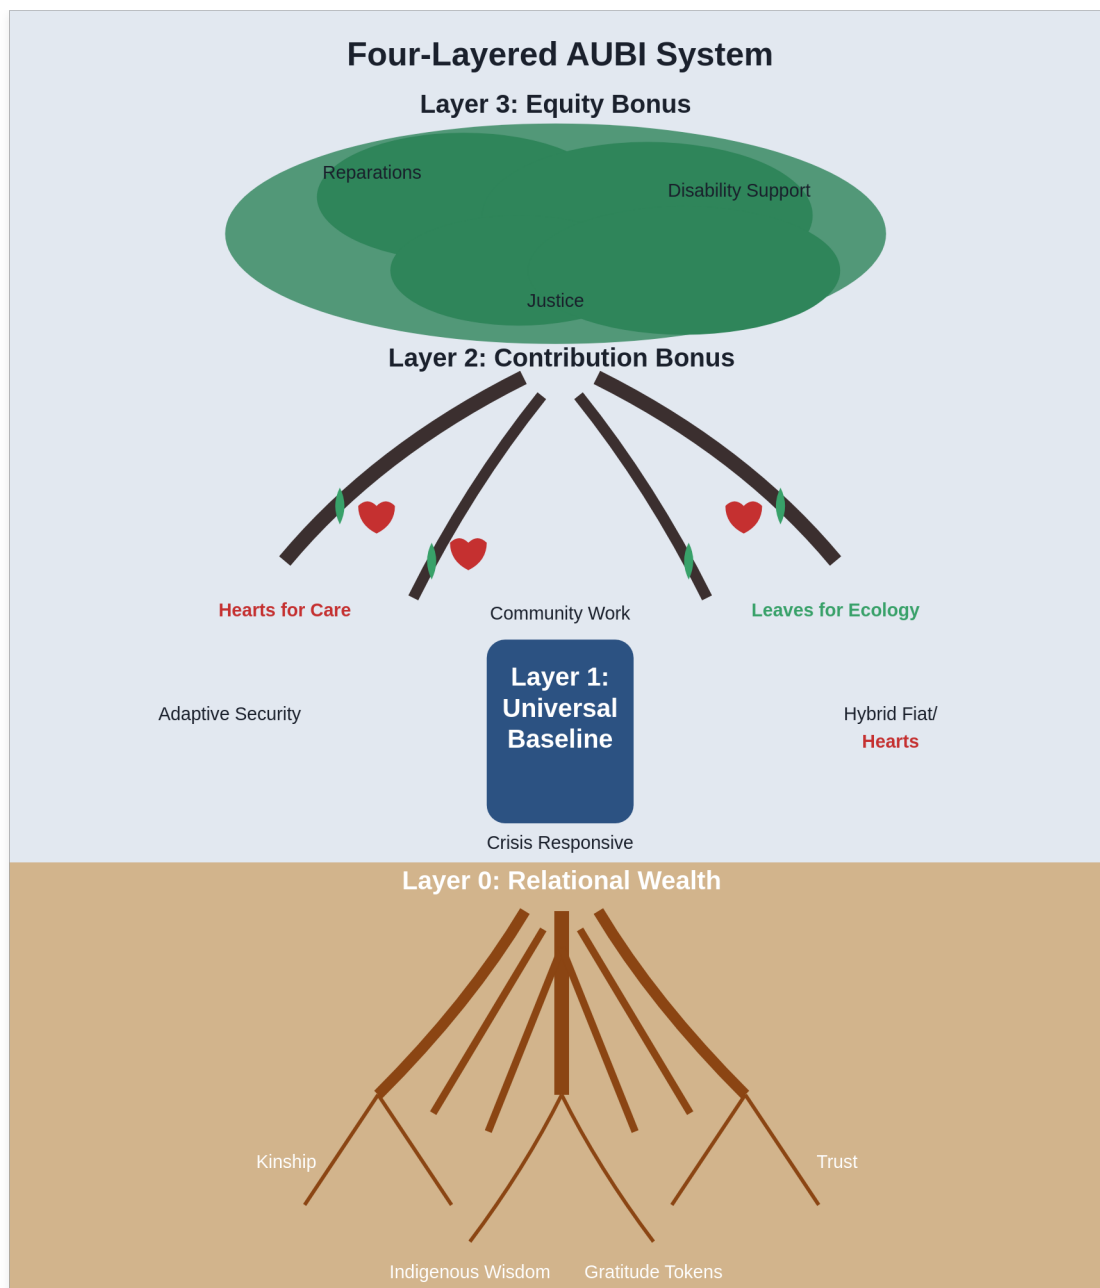 Four-Layered AUBI System
Layer 3: Equity Bonus
Reparations
Disability Support
Justice
Layer 2: Contribution Bonus
Hearts for Care
Community Work
Leaves for Ecology
Layer 1:
Universal
Baseline
Adaptive Security
Hybrid Fiat/
Hearts
Crisis Responsive
Layer 0: Relational Wealth
Kinship
Trust
Indigenous Wisdom
Gratitude Tokens